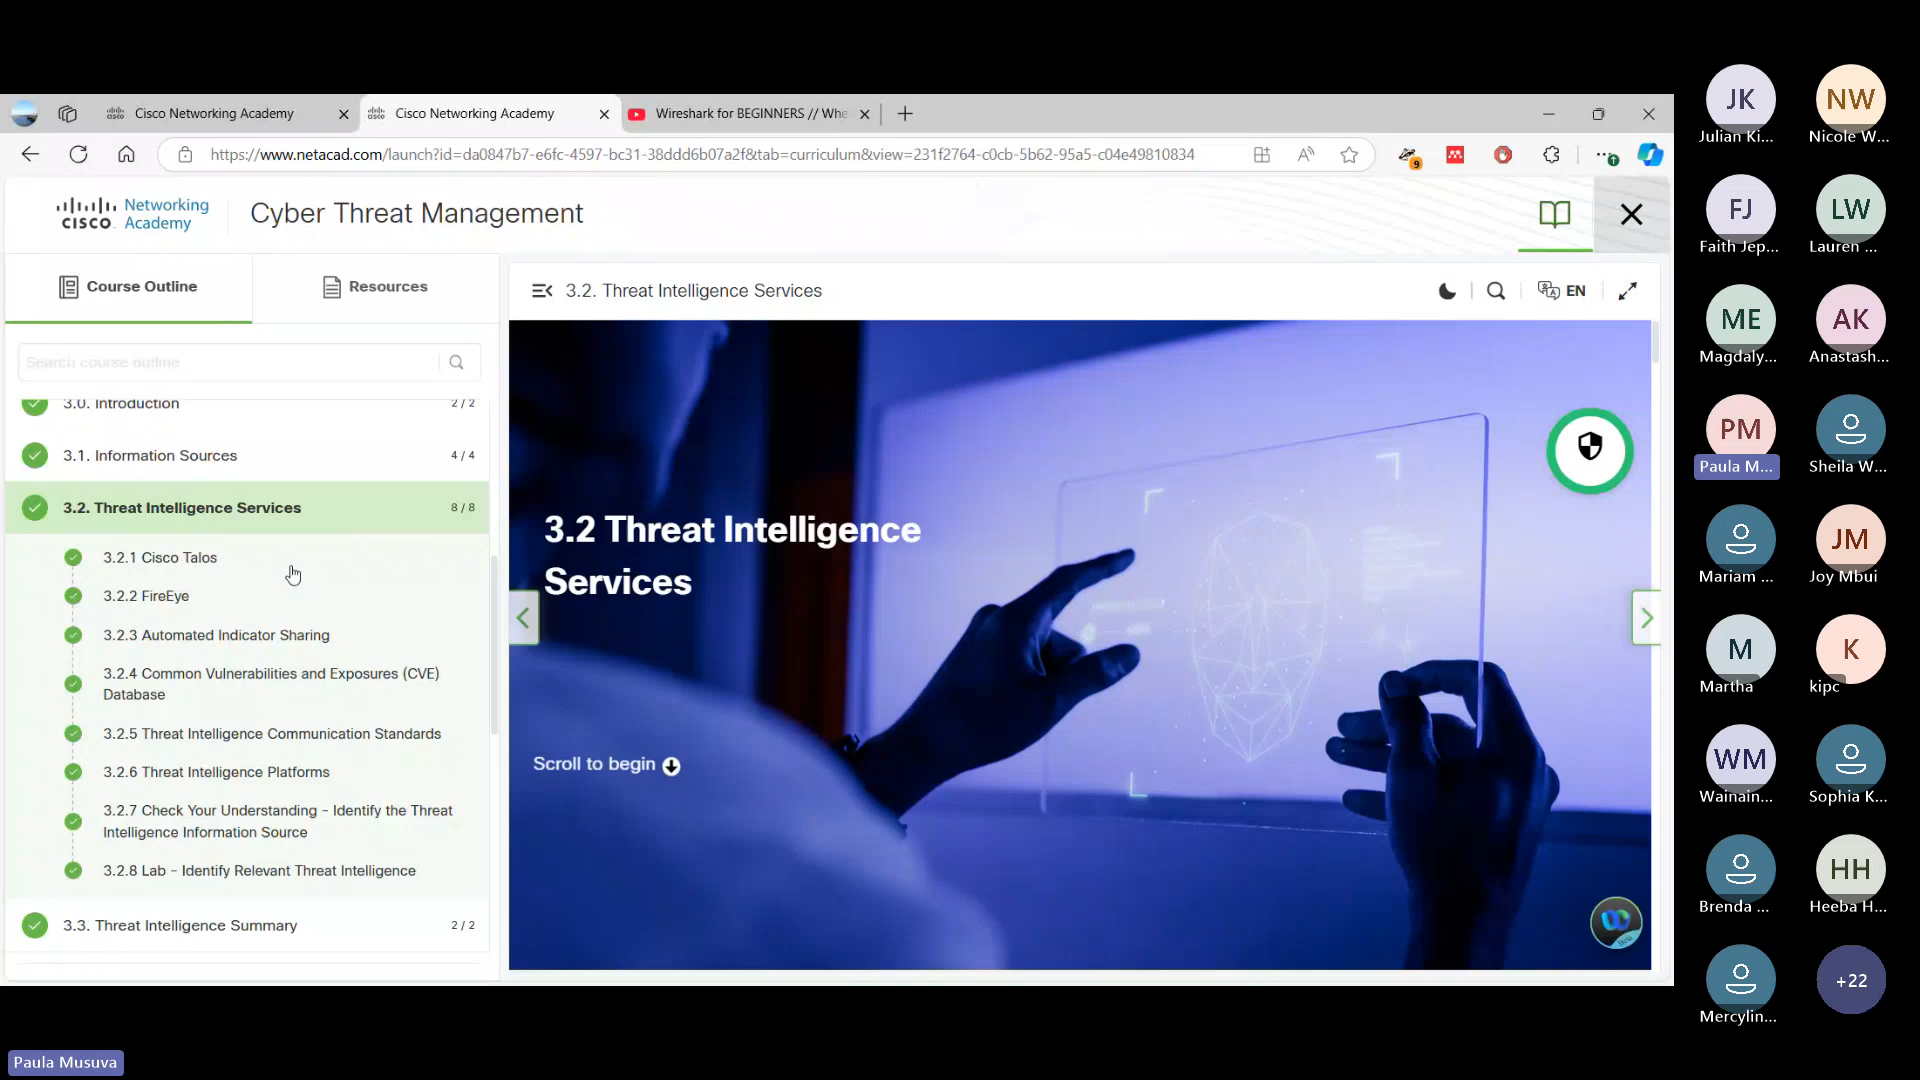 Cisco Networking Academy
Cisco Networking Academy
Wireshark for BEGINNERS // Whe
https://www.netacad.com/launch?id=da0847b7-e6fc-4597-bc31-38ddd6b07a2f&tab=curriculum&view=231f2764-c0cb-5b62-95a5-c04e49810834
9
CISCO Networking Academy
Cyber Threat Management
Course Outline
Resources
3.2. Threat Intelligence Services
EN
Search course outline
3.0. Introduction 2 / 2
3.1. Information Sources 4 / 4
3.2. Threat Intelligence Services 8 / 8
3.2.1 Cisco Talos
3.2.2 FireEye
3.2.3 Automated Indicator Sharing
3.2.4 Common Vulnerabilities and Exposures (CVE)
Database
3.2.5 Threat Intelligence Communication Standards
3.2.6 Threat Intelligence Platforms
3.2.7 Check Your Understanding - Identify the Threat
Intelligence Information Source
3.2.8 Lab - Identify Relevant Threat Intelligence
3.3. Threat Intelligence Summary 2 / 2
3.2 Threat Intelligence
Services
Scroll to begin
JK
Julian Ki...
NW
Nicole W...
FJ
Faith Jep...
LW
Lauren ...
ME
Magdaly...
AK
Anastash...
PM
Paula M...
Sheila W...
Mariam ...
JM
Joy Mbui
M
Martha
K
kipc
WM
Wainain...
Sophia K...
Brenda ...
HH
Heeba H...
Mercylin...
+22
Paula Musuva